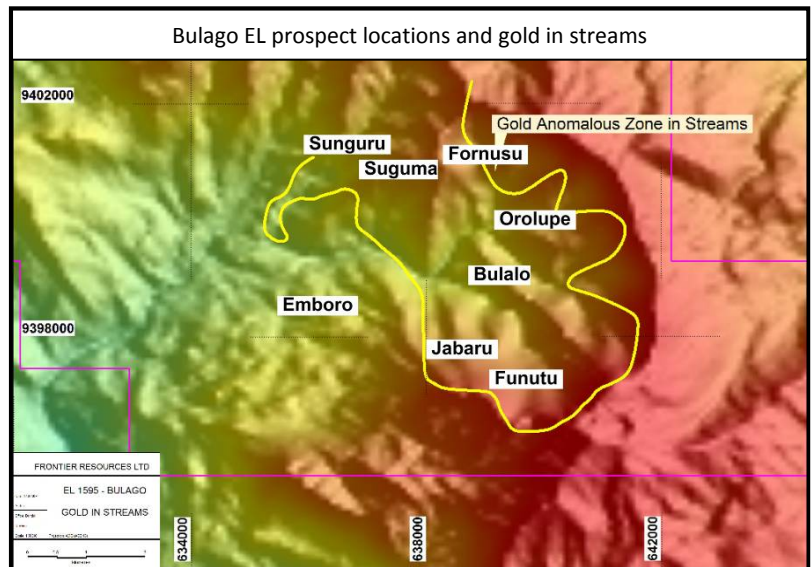 Bulago EL prospect locations and gold in streams
9402000
Gold Anomalous Zone in Streams
Sunguru
Fornusu
Suguma
Orolupe
Bulalo
Emboro
9398000
Jabaru
Funutu
FRONTIER RESOURCES LTD
EL 1595 - BULAGO
GOLD IN STREAMS
634000
638000
642000